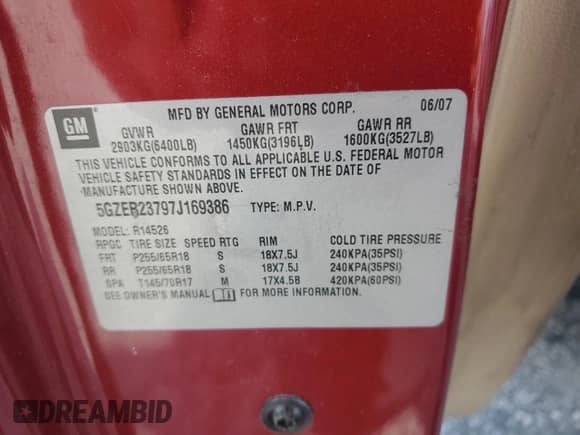 GM
MFD BY GENERAL MOTORS CORP. 06/07
GVWR GAWR FRT GAWR RR
2903KG(6400LB) 1450KG(3196LB) 1600KG(3527LB)
THIS VEHICLE CONFORMS TO ALL APPLICABLE U.S. FEDERAL MOTOR
VEHICLE SAFETY STANDARDS IN EFFECT ON THE DATE OF
MANUFACTURE SHOWN ABOVE.
5GZER23797J169386 TYPE: M.P.V.
MODEL: R14526
RPGC TIRE SIZE SPEED RTG RIM COLD TIRE PRESSURE
FRT P255/65R18 S 18X7.5J 240KPA(35PSI)
RR P255/65R18 S 18X7.5J 240KPA(35PSI)
SPA T145/70R17 M 17X4.5B 420KPA(60PSI)
SEE OWNER'S MANUAL FOR MORE INFORMATION.
DREAMBID